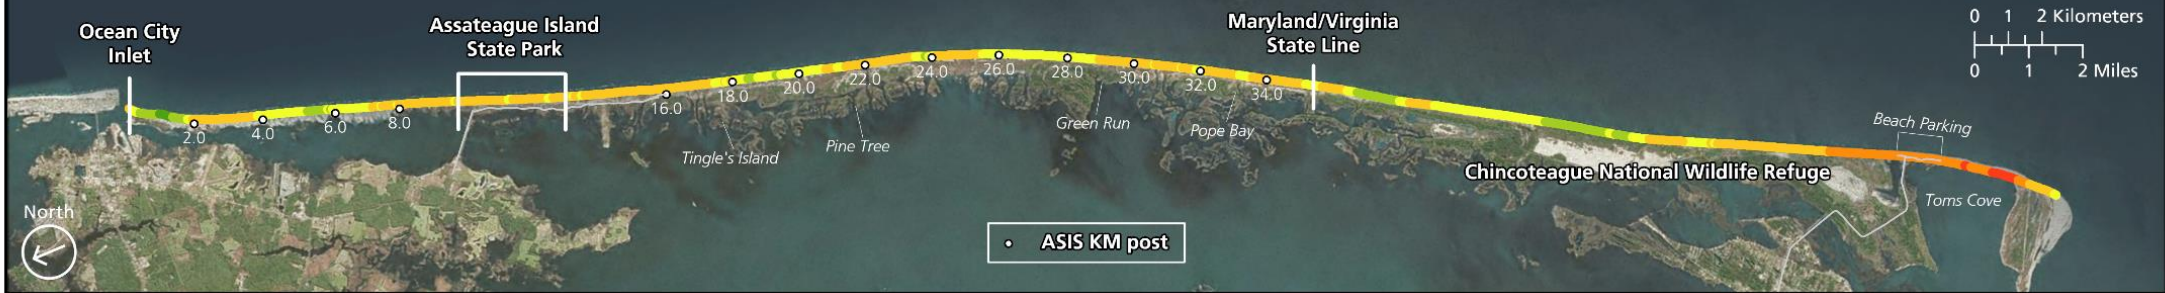 Ocean City
Inlet
Assateague Island
State Park
Maryland/Virginia
State Line
0 1 2 Kilometers
0 1 2 Miles
2.0
4.0
6.0
8.0
16.0
18.0
20.0
22.0
24.0
26.0
28.0
30.0
32.0
34.0
Tingle's Island
Pine Tree
Green Run
Pope Bay
Beach Parking
Chincoteague National Wildlife Refuge
Toms Cove
North
ASIS KM post